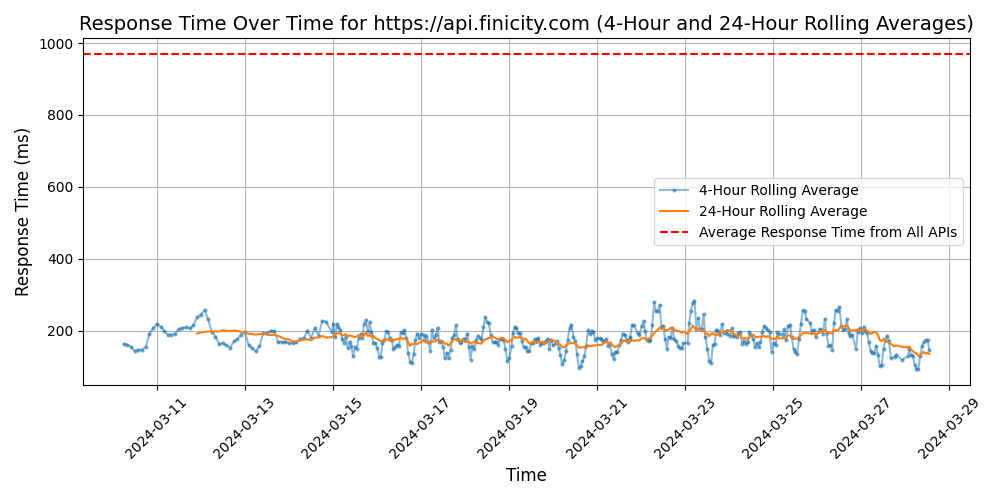 Response Time Over Time for https://api.finicity.com (4-Hour and 24-Hour Rolling Averages)
Response Time (ms)
1000
800
600
400
200
4-Hour Rolling Average
24-Hour Rolling Average
Average Response Time from All APIs
2024-03-11
2024-03-13
2024-03-15
2024-03-17
2024-03-19
2024-03-21
2024-03-23
2024-03-25
2024-03-27
2024-03-29
Time